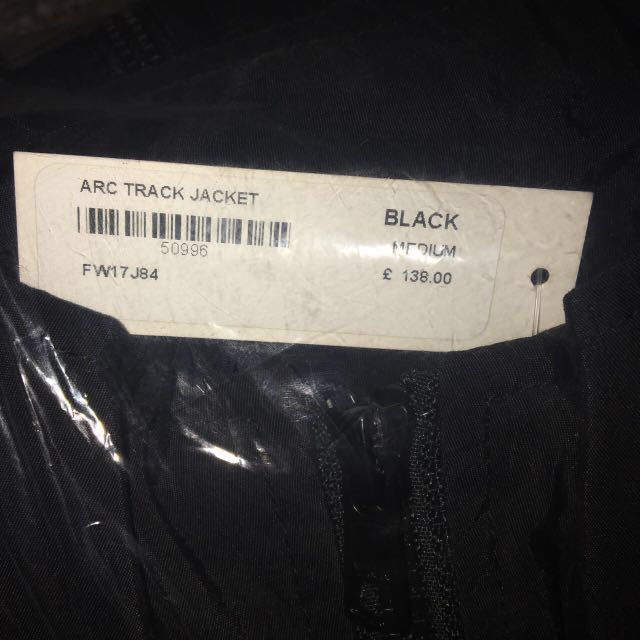 ARC TRACK JACKET
50996
FW17J84
BLACK
MEDIUM
£ 138.00